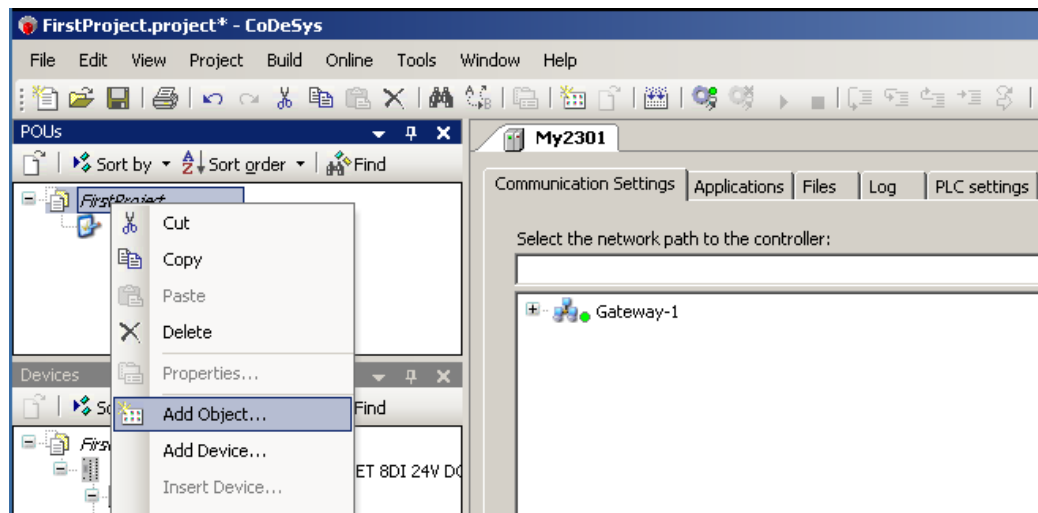 FirstProject.project* - CoDeSys
File Edit View Project Build Online Tools Window Help
POUs
My2301
Sort by Sort order Find
Communication Settings Applications Files Log PLC settings
FirstProject
Cut
Select the network path to the controller:
Copy
Paste
Gateway-1
Delete
Devices
Properties...
Add Object...
Find
Add Device...
ET 8DI 24V
Insert Device...